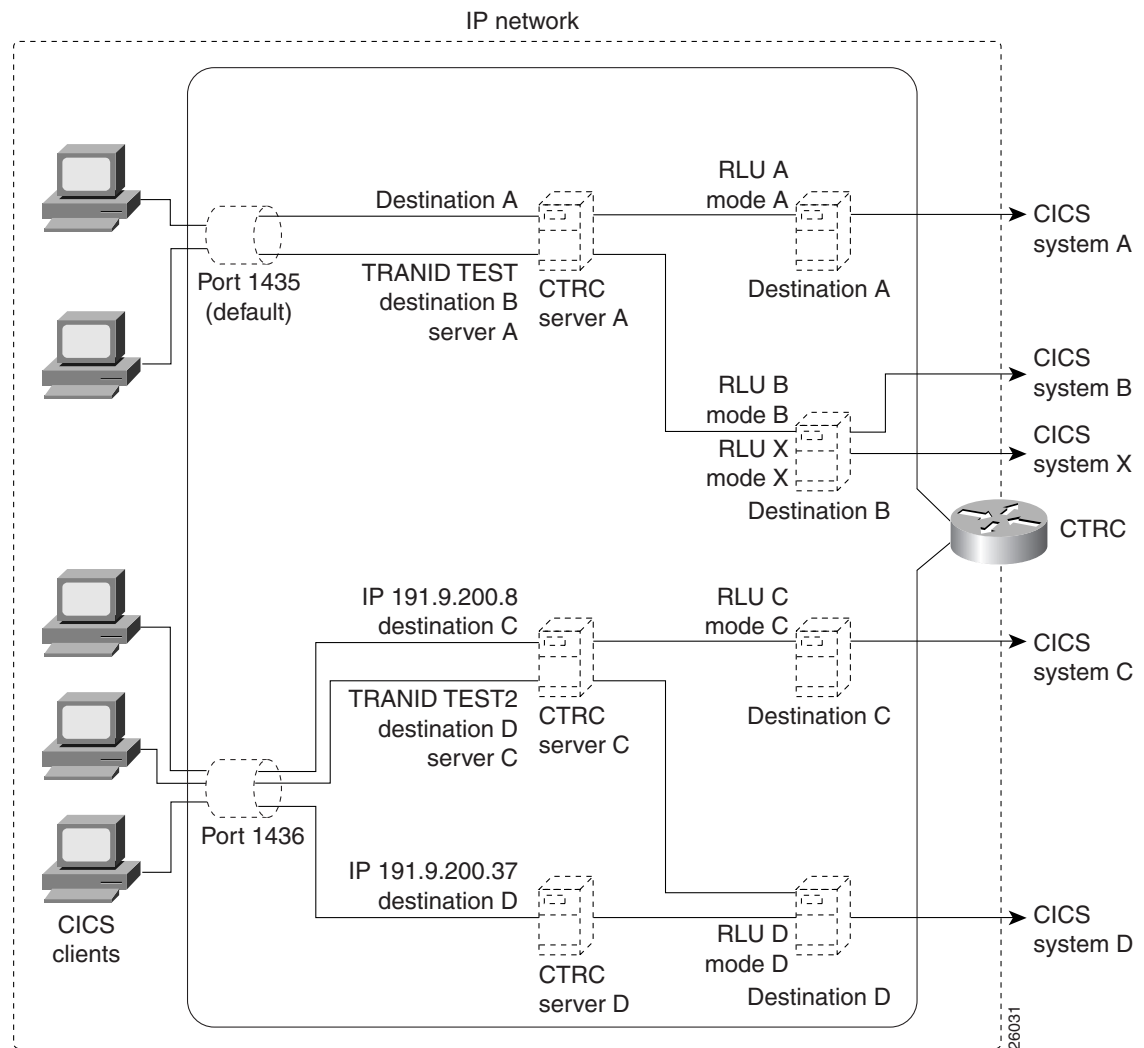 IP network
RLU A
mode A
Destination A
CICS
system A
Port 1435
(default)
TRANID TEST
destination B
server A
CTRC
server A
Destination A
CICS
system B
RLU B
mode B
RLU X
mode X
CICS
system X
Destination B
CTRC
IP 191.9.200.8
destination C
RLU C
mode C
CICS
system C
TRANID TEST2
destination D
server C
CTRC
server C
Destination C
Port 1436
IP 191.9.200.37
destination D
CICS
clients
RLU D
mode D
CICS
system D
CTRC
server D
Destination D
26031